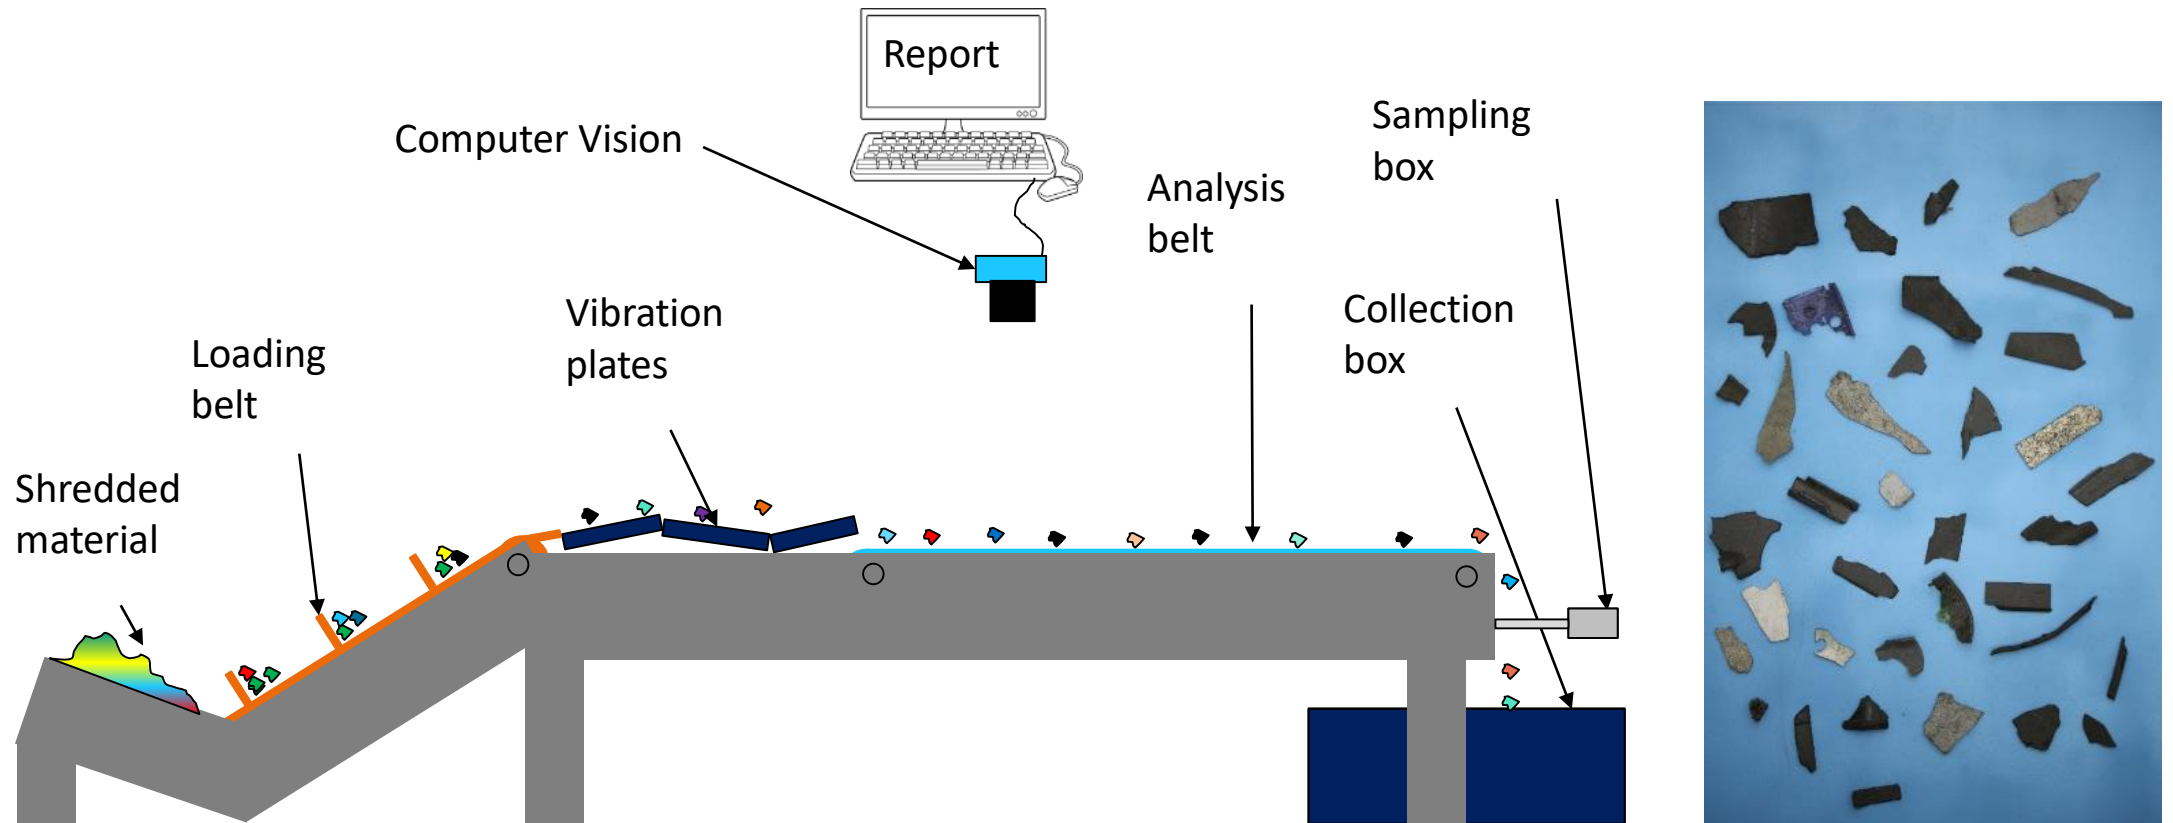 Report
Computer Vision
Sampling
box
Analysis
belt
Vibration
plates
Collection
box
Loading
belt
Shredded
material